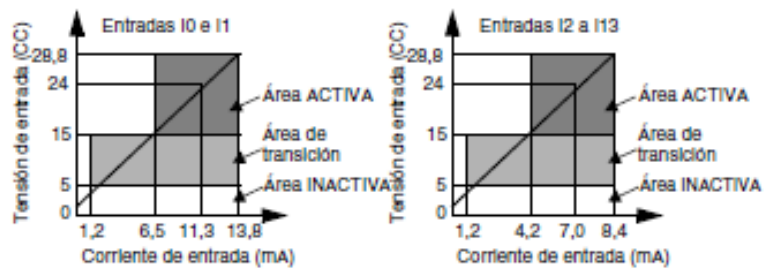 Entradas I0 e I1
Tensión de entrada (CC)
28,8
24
15
5
0
Área ACTIVA
Área de
transición
Área INACTIVA
1,2 6,5 11,3 13,8
Corriente de entrada (mA)
Entradas I2 a I13
Tensión de entrada (CC)
28,8
24
15
5
0
Área ACTIVA
Área de
transición
Área INACTIVA
1,2 4,2 7,0 8,4
Corriente de entrada (mA)